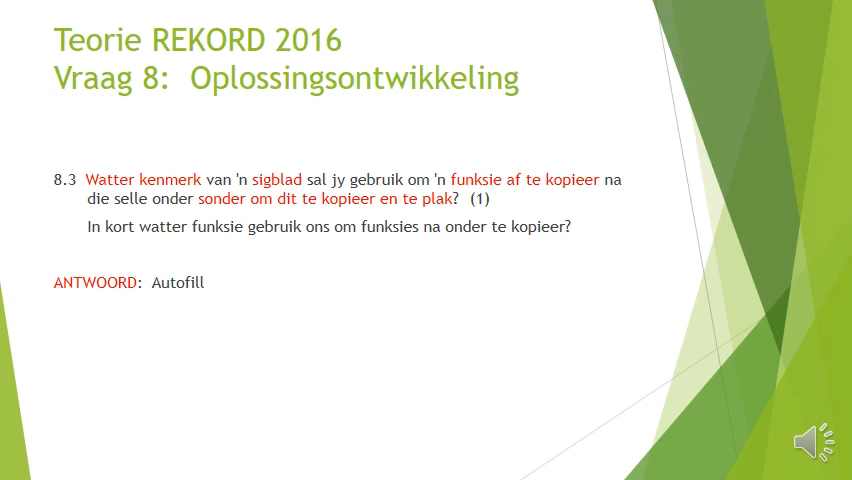 Teorie REKORD 2016
Vraag 8: Oplossingsontwikkeling
8.3 Watter kenmerk van 'n sigblad sal jy gebruik om 'n funksie af te kopieer na
die selle onder sonder om dit te kopieer en te plak? (1)
In kort watter funksie gebruik ons om funksies na onder te kopieer?
ANTWOORD: Autofill